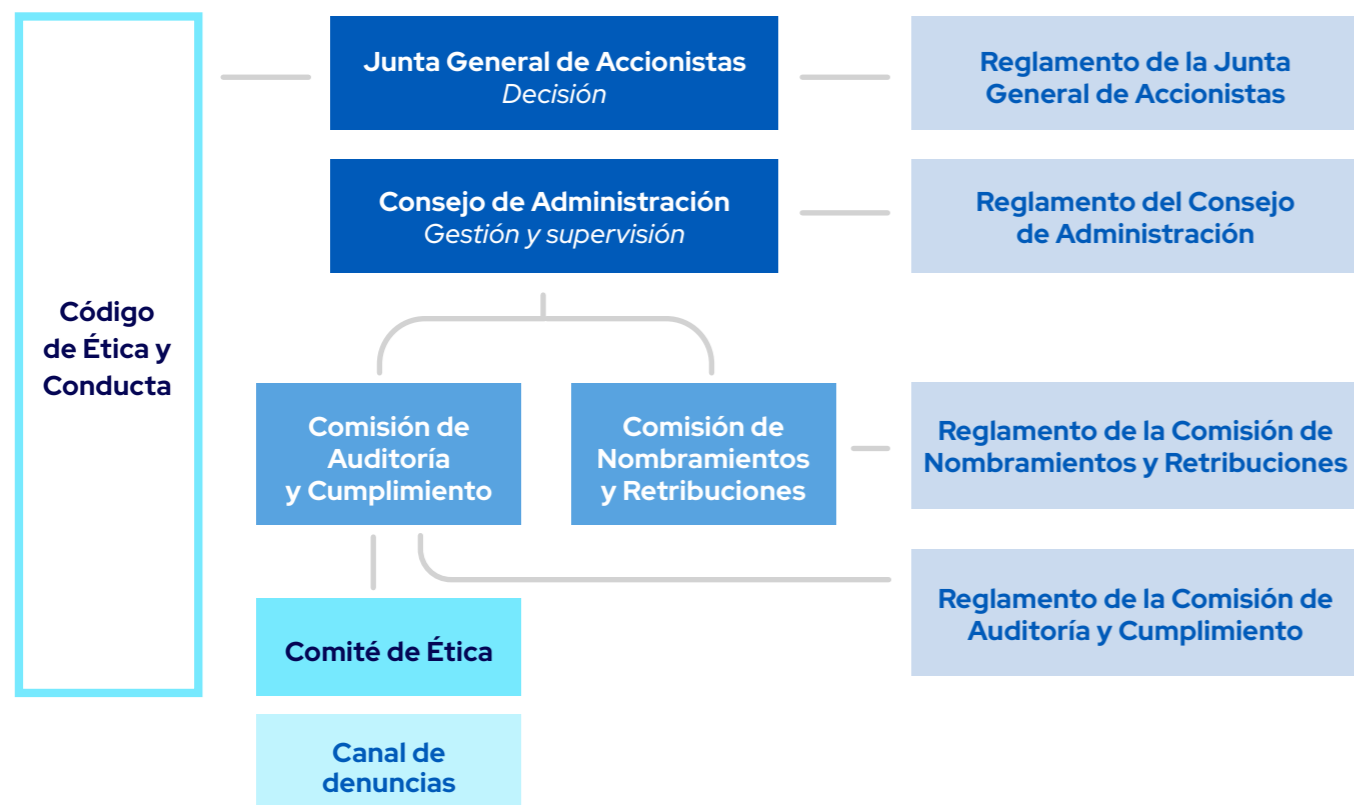 Código
de Ética y
Conducta
Junta General de Accionistas
Decisión
Reglamento de la Junta
General de Accionistas
Consejo de Administración
Gestión y supervisión
Reglamento del Consejo
de Administración
Comisión de
Auditoría
y Cumplimiento
Comisión de
Nombramientos
y Retribuciones
Reglamento de la Comisión de
Nombramientos y Retribuciones
Reglamento de la Comisión de
Auditoría y Cumplimiento
Comité de Ética
Canal de
denuncias